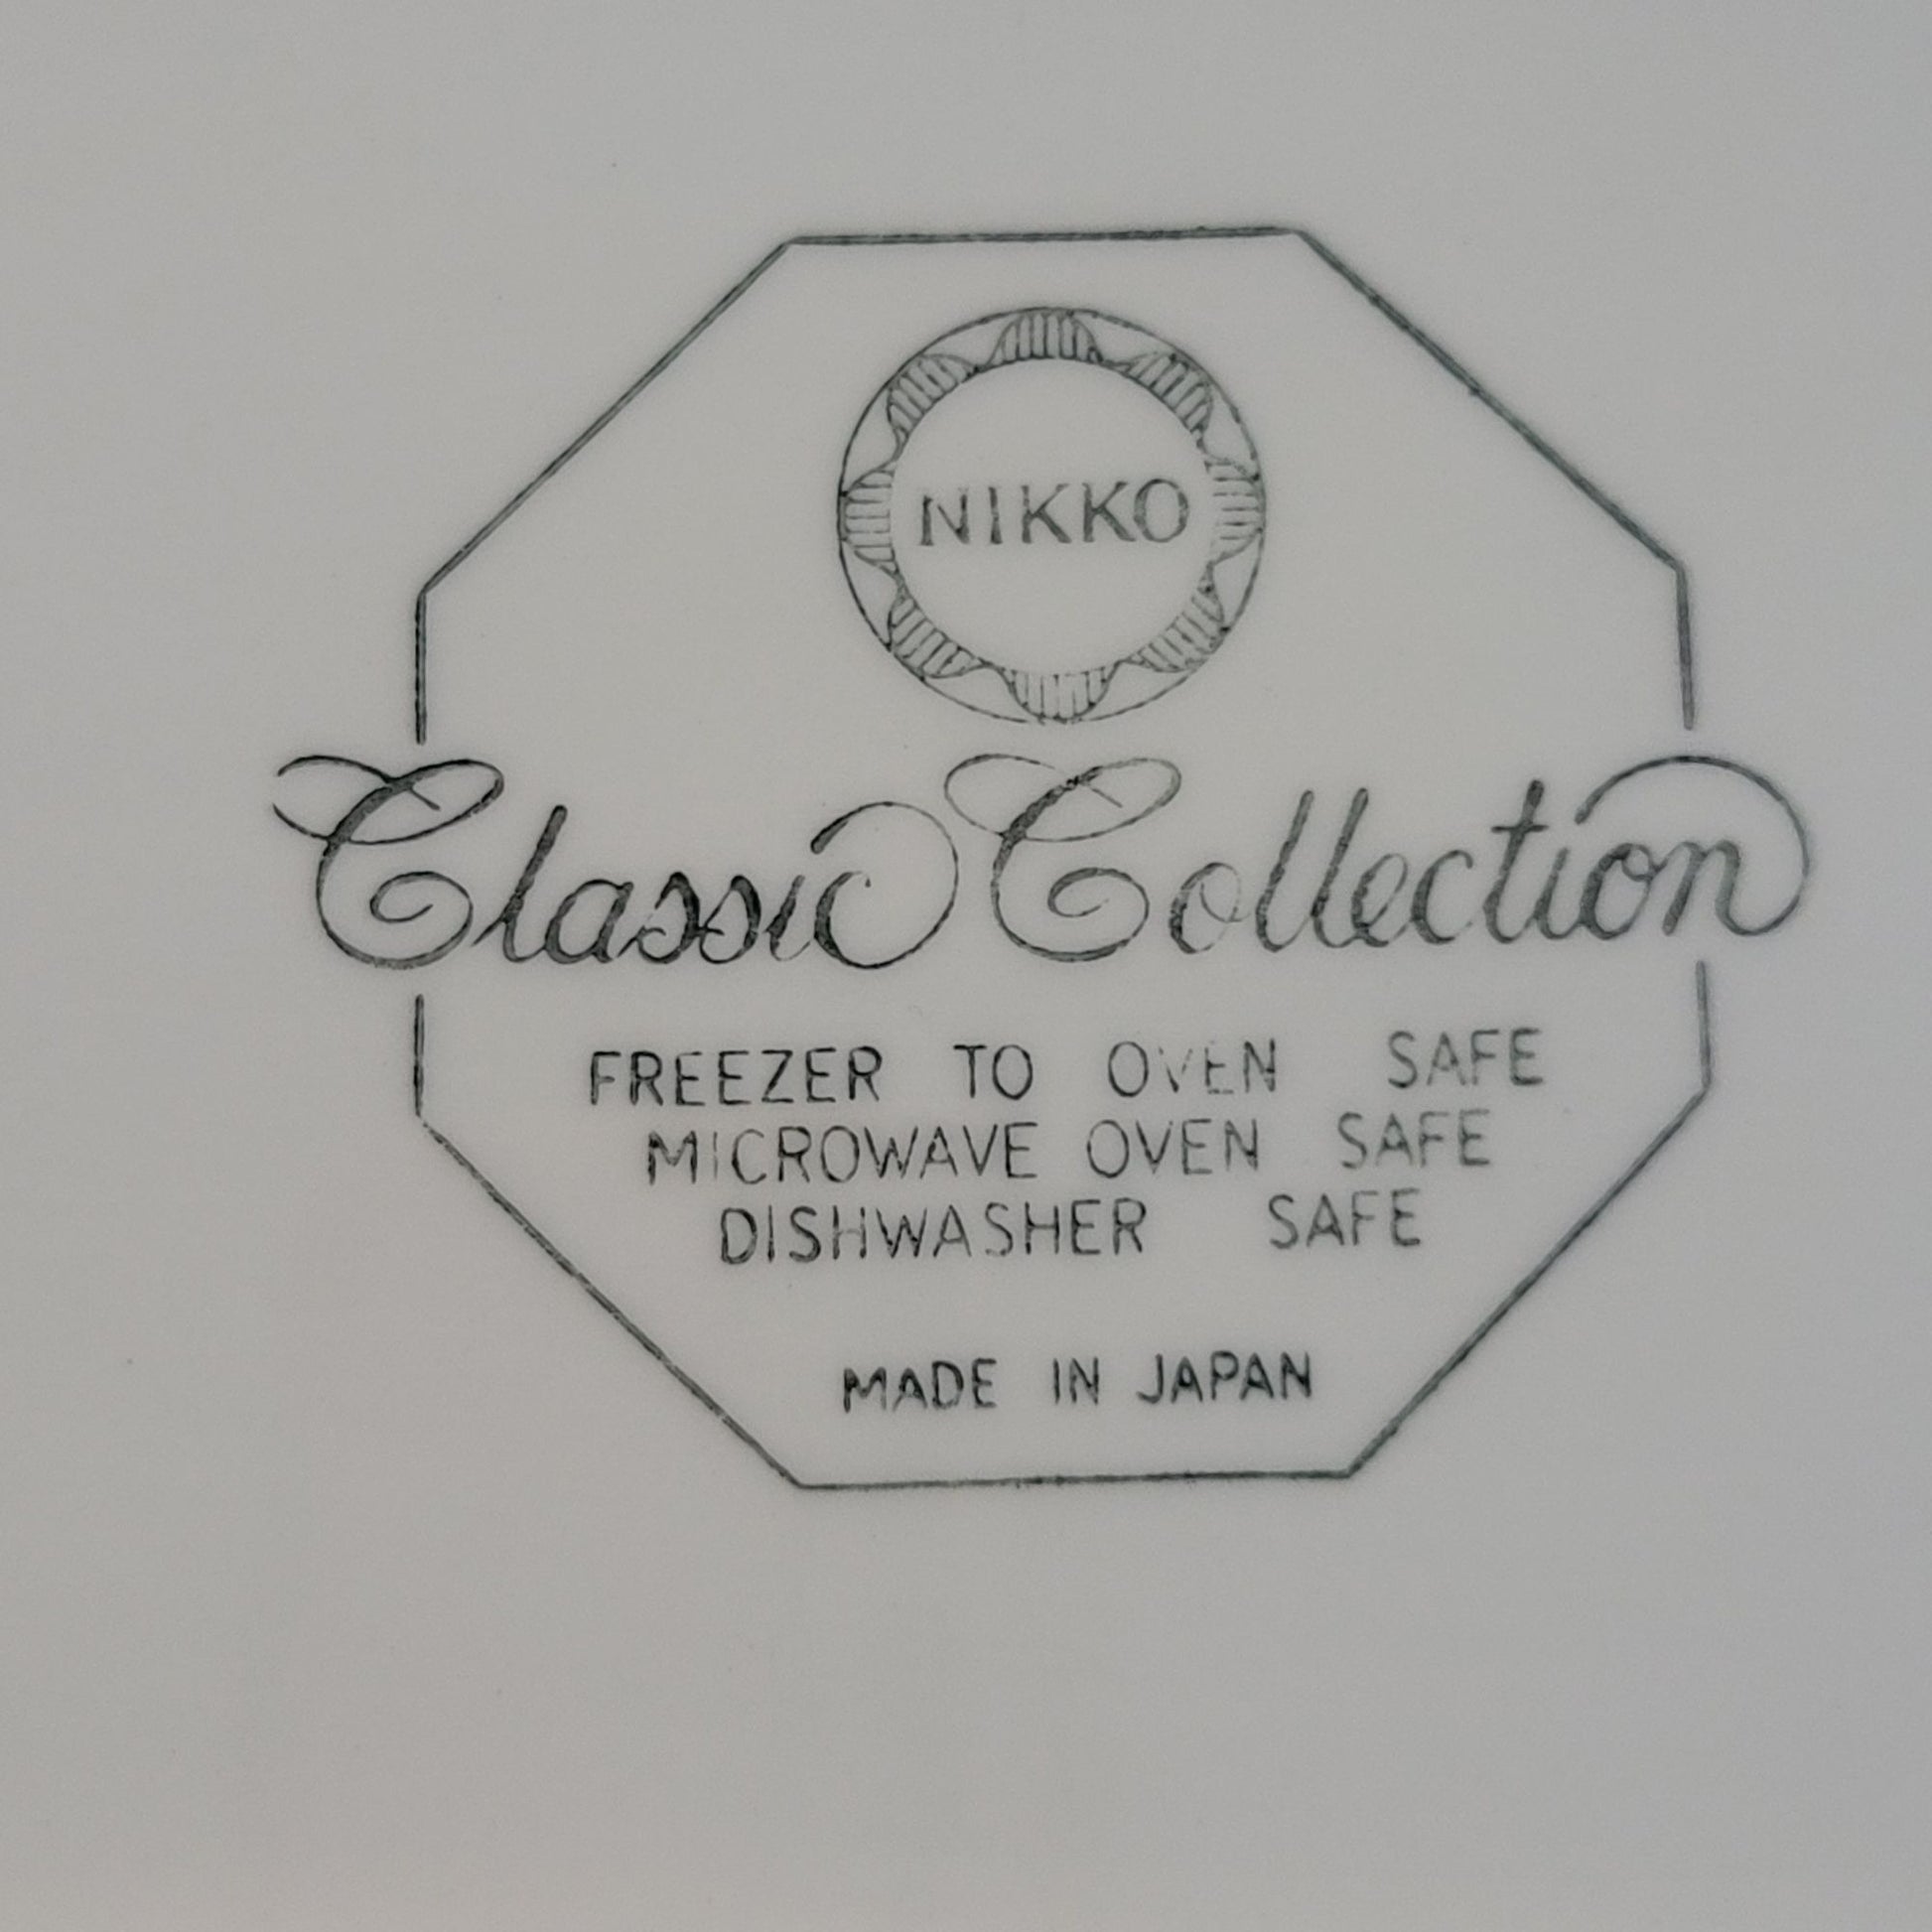 NIKKO
Classic Collection
FREEZER TO OVEN SAFE
MICROWAVE OVEN SAFE
DISHWASHER SAFE
MADE IN JAPAN